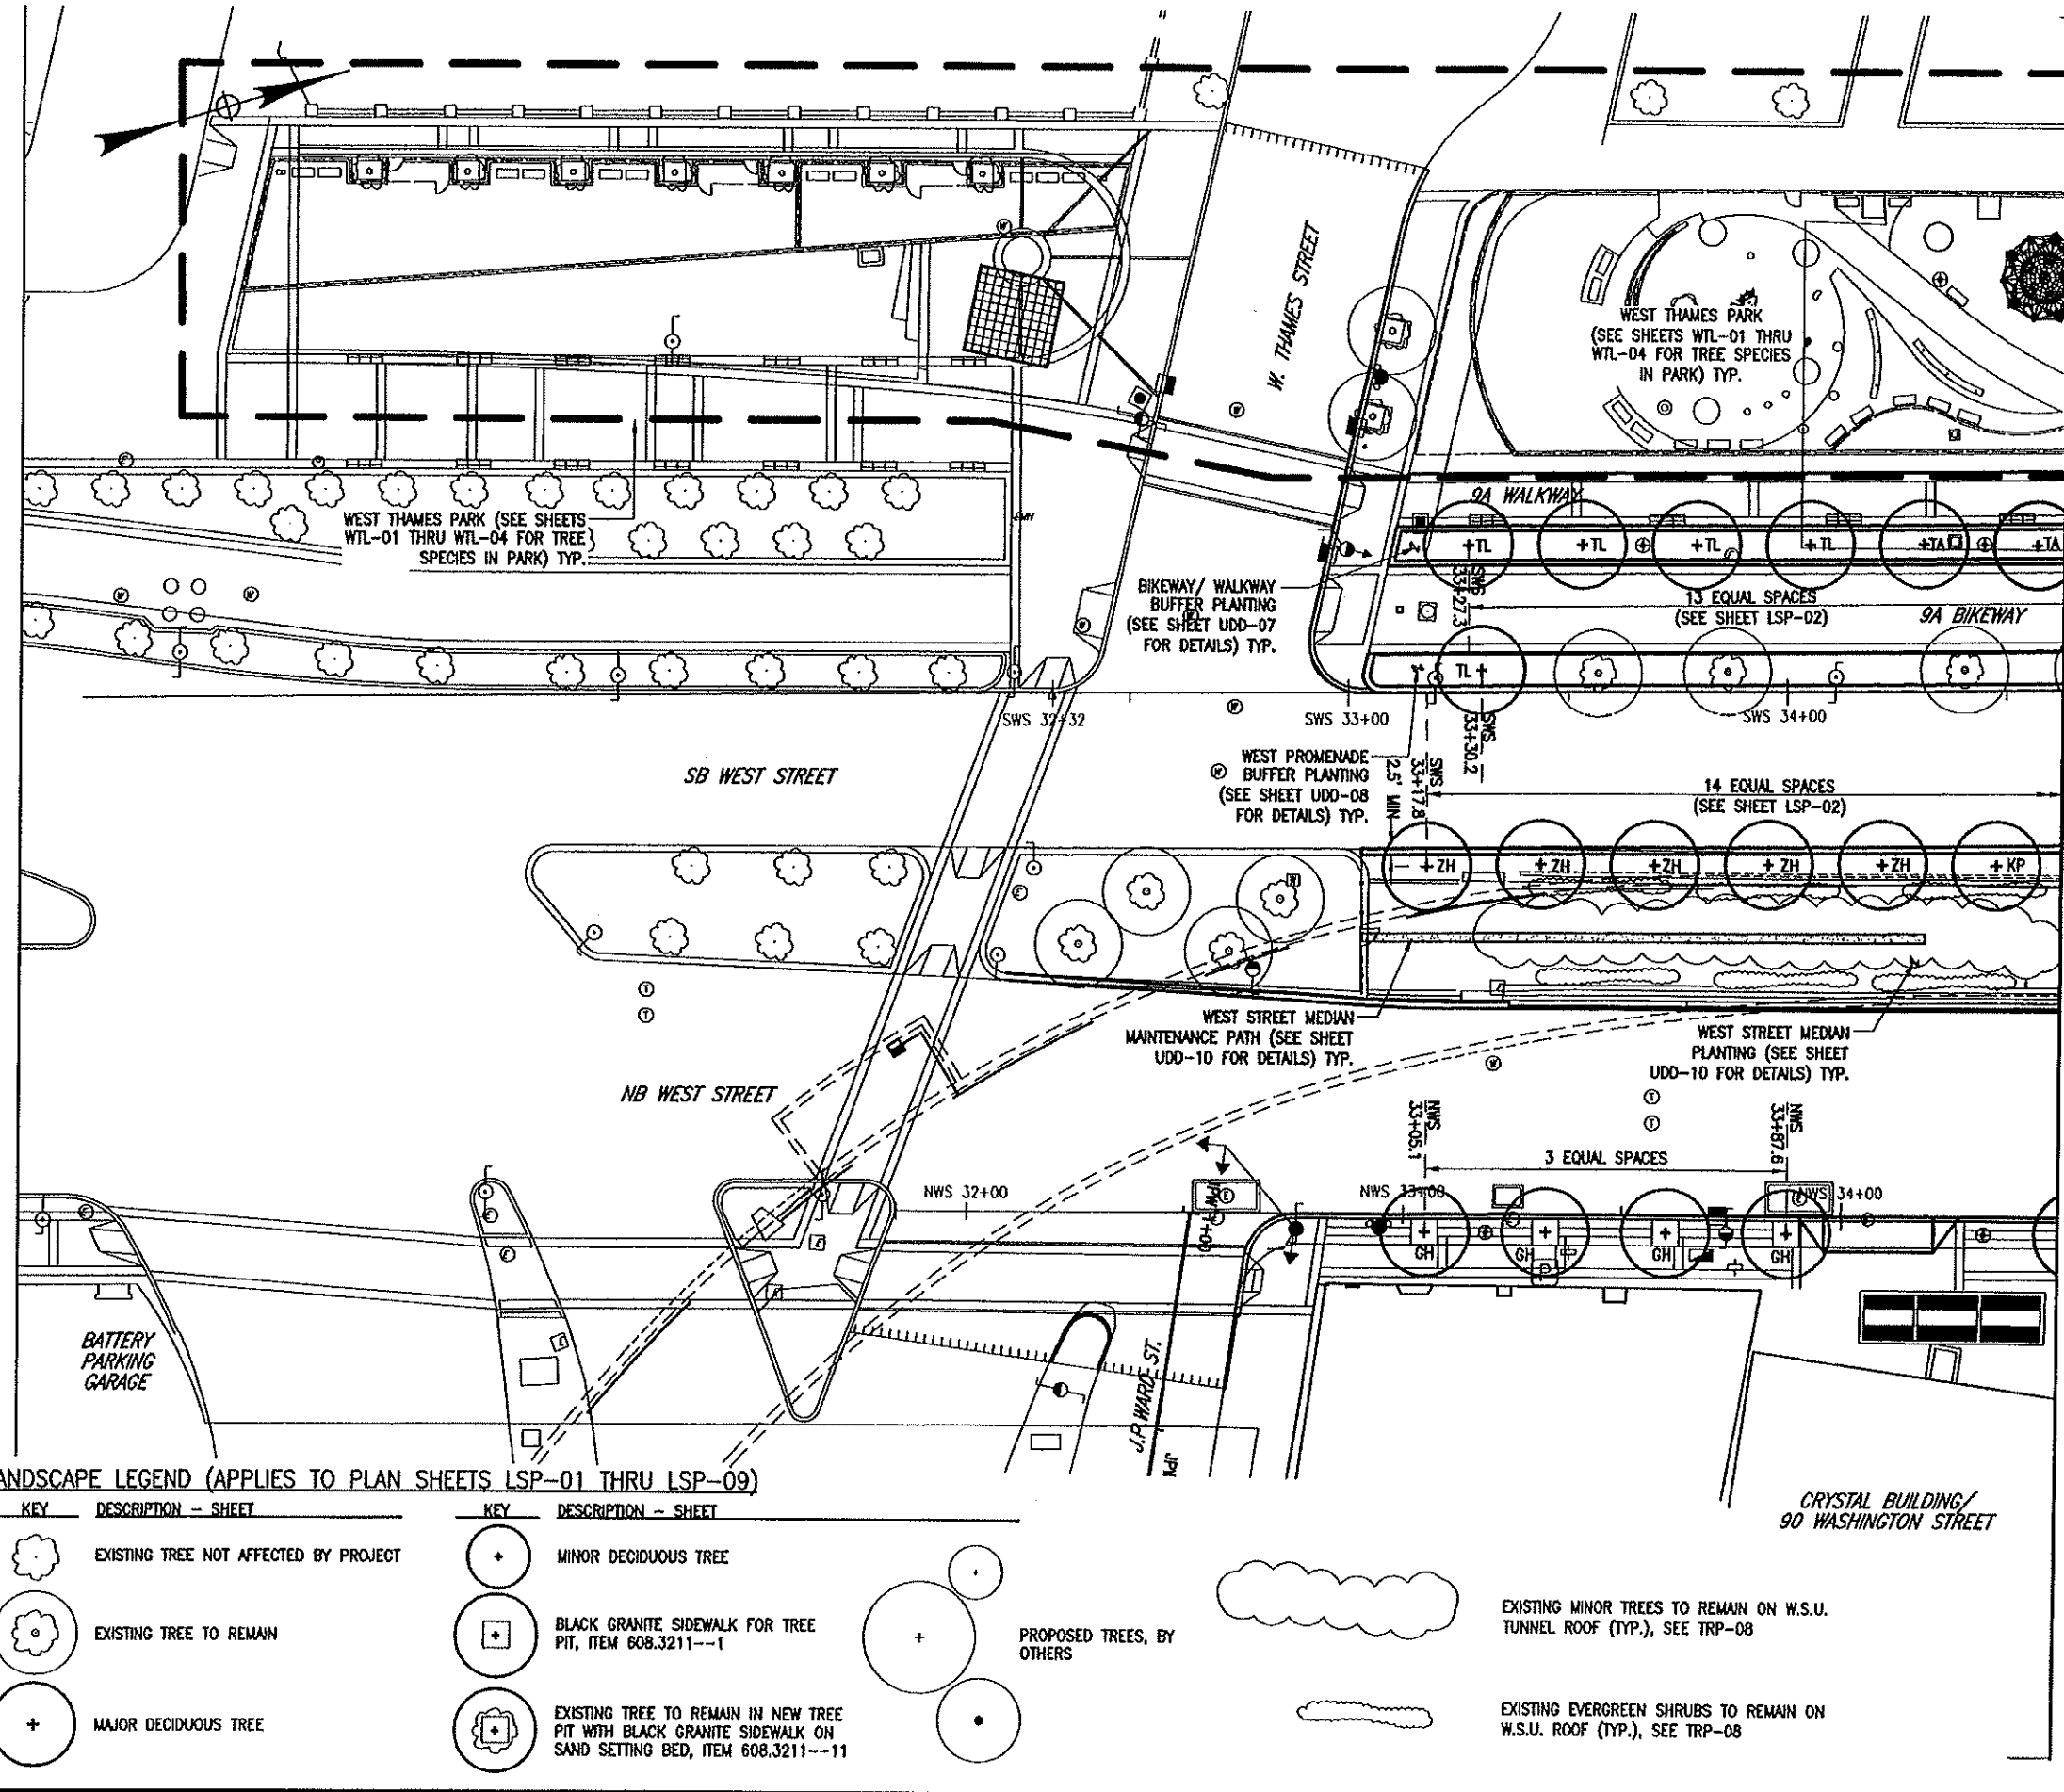 W. THAMES STREET
WEST THAMES PARK
(SEE SHEETS WTL-01 THRU
WTL-04 FOR TREE SPECIES
IN PARK) TYP.
9A WALKWAY
WEST THAMES PARK (SEE SHEETS
WTL-01 THRU WTL-04 FOR TREE
SPECIES IN PARK) TYP.
EMH
+TL
+TL
+TL
+TL
+TA
+TA
SWS
33+27.3
BIKEWAY/ WALKWAY
BUFFER PLANTING
(SEE SHEET UDD-07
FOR DETAILS) TYP.
13 EQUAL SPACES
(SEE SHEET LSP-02)
9A BIKEWAY
TL+
SWS 32+32
SWS 33+00
SWS 34+00
SWS
33+30.2
SB WEST STREET
WEST PROMENADE
BUFFER PLANTING
(SEE SHEET UDD-08
FOR DETAILS) TYP.
2.5' MIN
SWS
33+17.8
14 EQUAL SPACES
(SEE SHEET LSP-02)
+ZH
+ZH
+ZH
+ZH
+ZH
+KP
WEST STREET MEDIAN
MAINTENANCE PATH (SEE SHEET
UDD-10 FOR DETAILS) TYP.
WEST STREET MEDIAN
PLANTING (SEE SHEET
UDD-10 FOR DETAILS) TYP.
NB WEST STREET
NWS
33+05.1
NWS
33+87.6
3 EQUAL SPACES
NWS 32+00
NWS 33+00
NWS 34+00
GH
GH
GH
GH
BATTERY
PARKING
GARAGE
J.P. WARD ST.
CRYSTAL BUILDING/
90 WASHINGTON STREET
ANDSCAPE LEGEND (APPLIES TO PLAN SHEETS LSP-01 THRU LSP-09)
KEY DESCRIPTION - SHEET
KEY DESCRIPTION - SHEET
EXISTING TREE NOT AFFECTED BY PROJECT
EXISTING TREE TO REMAIN
MAJOR DECIDUOUS TREE
MINOR DECIDUOUS TREE
BLACK GRANITE SIDEWALK FOR TREE
PIT, ITEM 608.3211--1
EXISTING TREE TO REMAIN IN NEW TREE
PIT WITH BLACK GRANITE SIDEWALK ON
SAND SETTING BED, ITEM 608.3211--11
PROPOSED TREES, BY
OTHERS
EXISTING MINOR TREES TO REMAIN ON W.S.U.
TUNNEL ROOF (TYP.), SEE TRP-08
EXISTING EVERGREEN SHRUBS TO REMAIN ON
W.S.U. ROOF (TYP.), SEE TRP-08